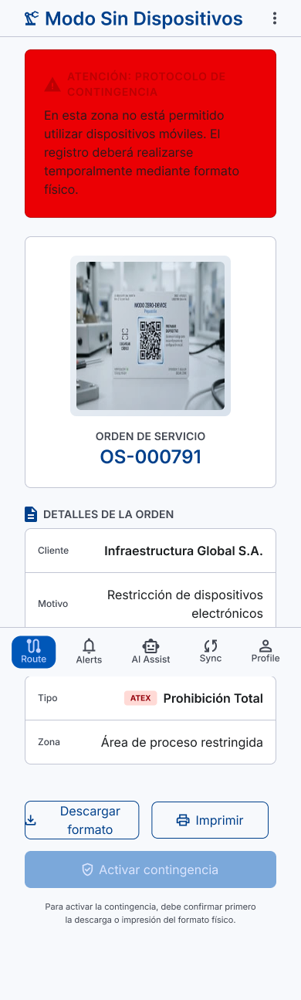 Modo Sin Dispositivos
ATENCIÓN: PROTOCOLO DE
CONTINGENCIA
En esta zona no está permitido
utilizar dispositivos móviles. El
registro deberá realizarse
temporalmente mediante formato
físico.
MODO ZERO-DEVICE
ORDEN DE SERVICIO
OS-000791
DETALLES DE LA ORDEN
Cliente
Infraestructura Global S.A.
Motivo
Restricción de dispositivos
electrónicos
Route
Alerts
AI Assist
Sync
Profile
Tipo
ATEX
Prohibición Total
Zona
Área de proceso restringida
Descargar
formato
Imprimir
Activar contingencia
Para activar la contingencia, debe confirmar primero
la descarga o impresión del formato físico.